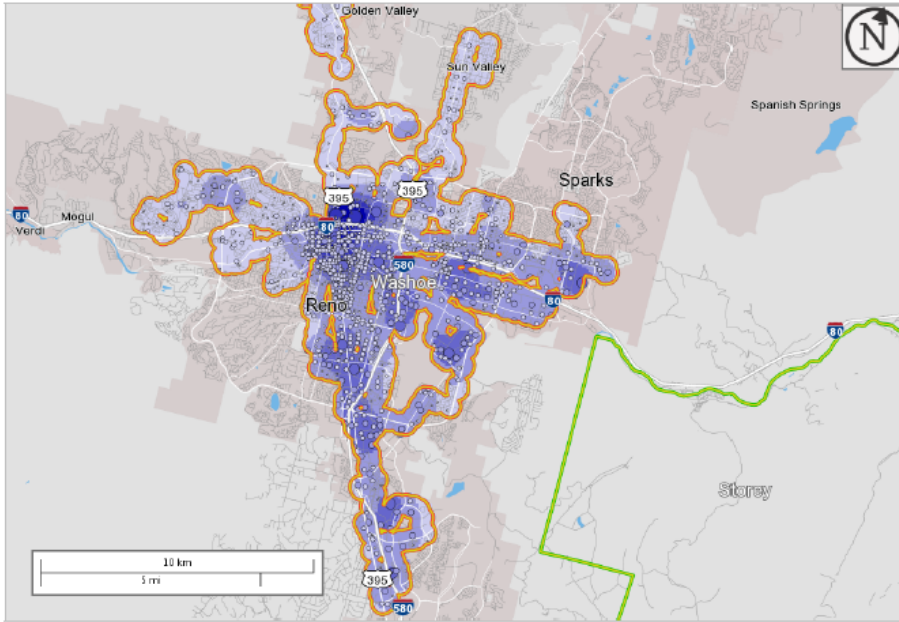 Golden Valley
N
Sun Valley
Spanish Springs
Sparks
395
395
80
Mogul
Verdi
80
580
Washoe
Reno
80
80
Storey
10 km
5 mi
395
580